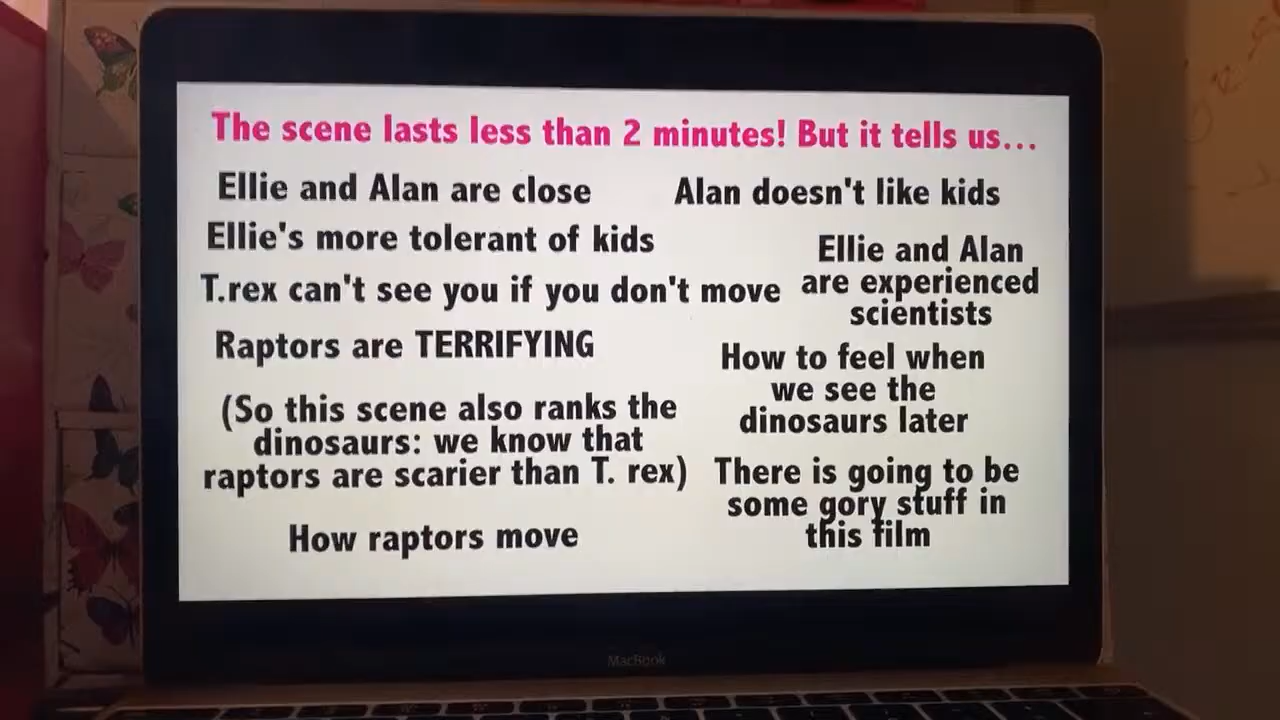 The scene lasts less than 2 minutes! But it tells us...
Ellie and Alan are close
Alan doesn't like kids
Ellie's more tolerant of kids
Ellie and Alan
are experienced
scientists
T.rex can't see you if you don't move
Raptors are TERRIFYING
How to feel when
we see the
dinosaurs later
(So this scene also ranks the
dinosaurs: we know that
raptors are scarier than T. rex)
There is going to be
some gory stuff in
this film
How raptors move
MacBook